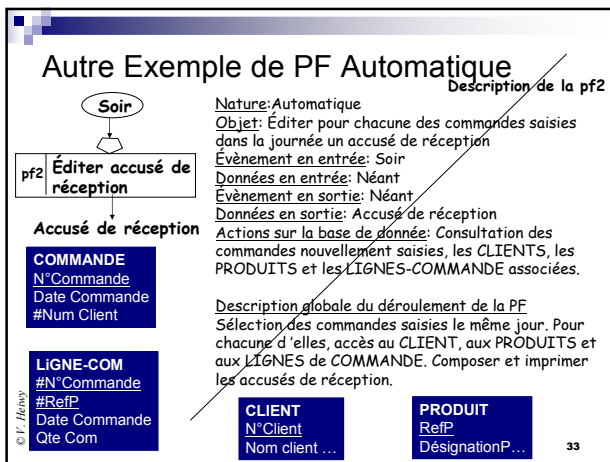 Autre Exemple de PF Automatique
Description de la pf2
Soir
pf2 Éditer accusé de
réception
Accusé de réception
Nature:Automatique
Objet: Éditer pour chacune des commandes saisies
dans la journée un accusé de réception
Évènement en entrée: Soir
Données en entrée: Néant
Évènement en sortie: Néant
Données en sortie: Accusé de réception
Actions sur la base de donnée: Consultation des
commandes nouvellement saisies, les CLIENTS, les
PRODUITS et les LIGNES-COMMANDE associées.
Description globale du déroulement de la PF
Sélection des commandes saisies le même jour. Pour
chacune d 'elles, accès au CLIENT, aux PRODUITS et
aux LIGNES de COMMANDE. Composer et imprimer
les accusés de réception.
COMMANDE
N°Commande
Date Commande
#Num Client
LiGNE-COM
#N°Commande
#RefP
Date Commande
Qte Com
CLIENT
N°Client
Nom client ...
PRODUIT
RefP
DésignationP...
© V. Heiwy
33